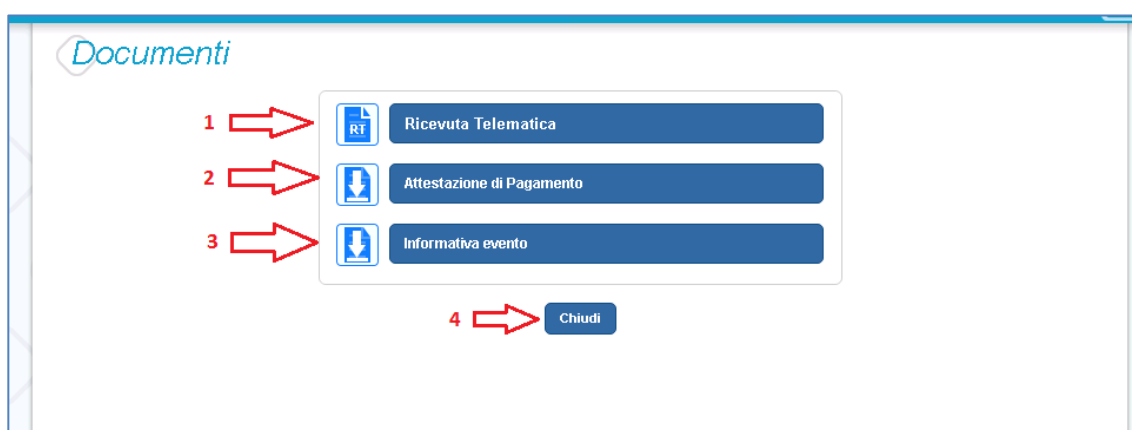 Documenti
1 RT Ricevuta Telematica
2 Attestazione di Pagamento
3 Informativa evento
4 Chiudi